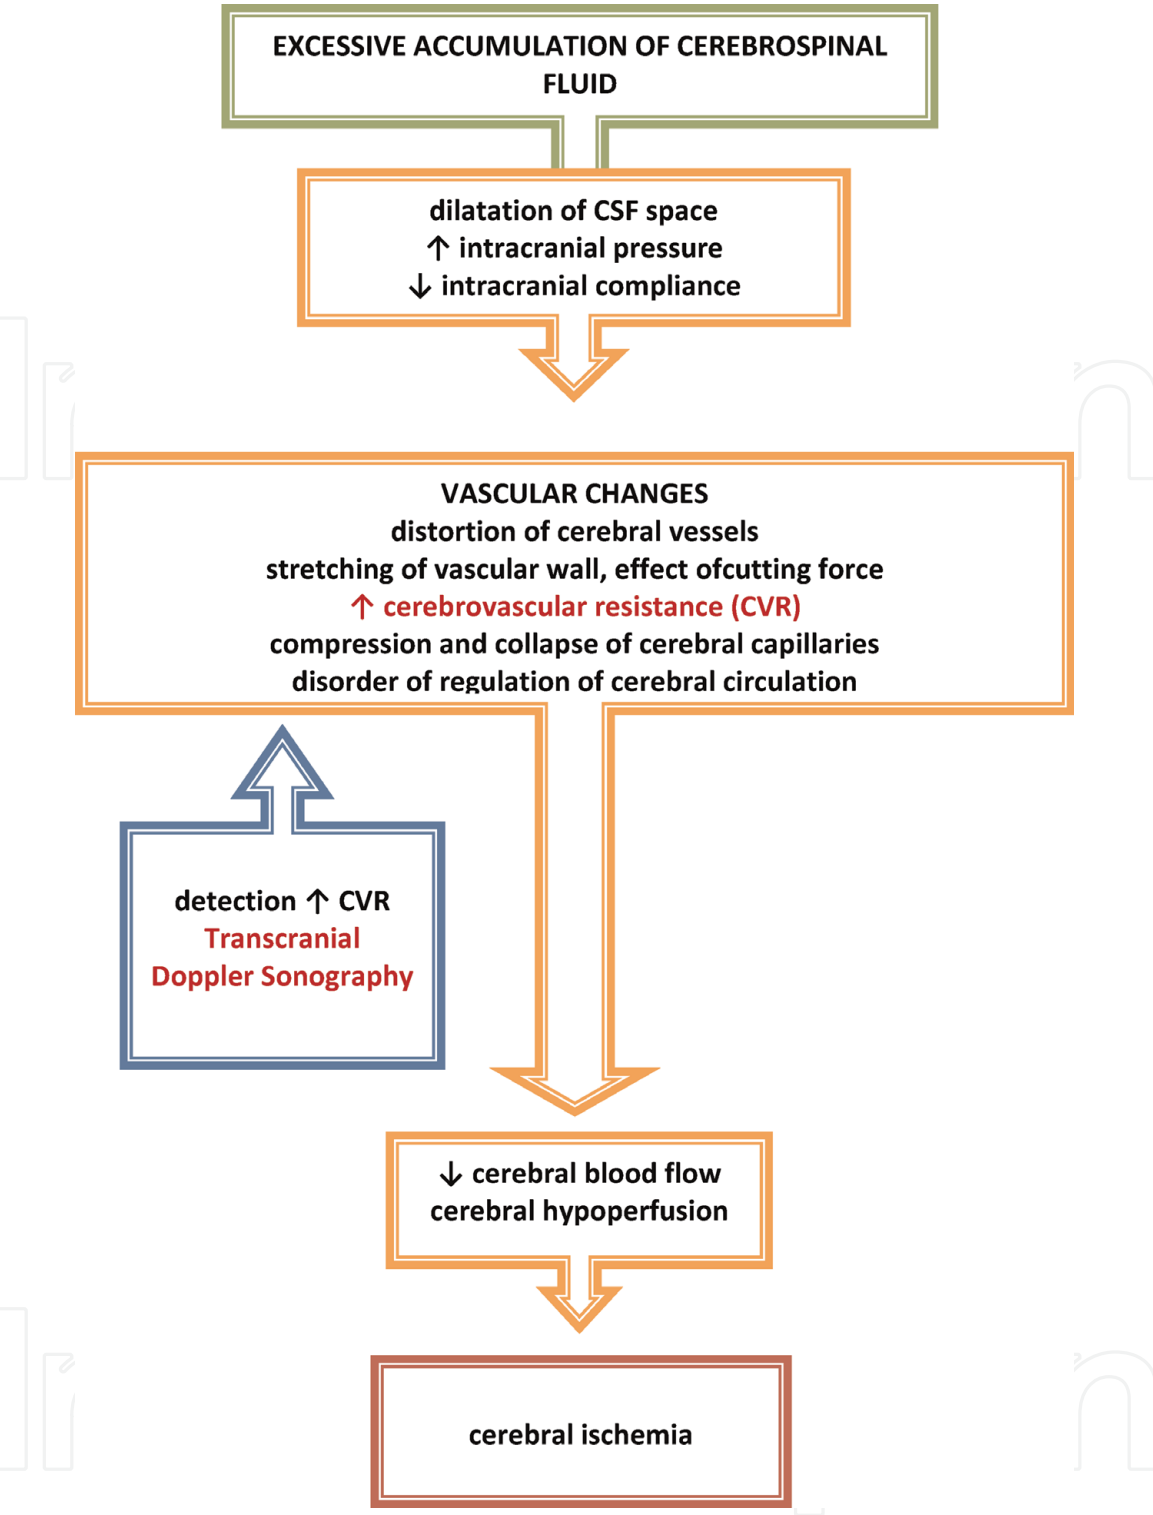 EXCESSIVE ACCUMULATION OF CEREBROSPINAL
FLUID
dilatation of CSF space
↑ intracranial pressure
↓ intracranial compliance
VASCULAR CHANGES
distortion of cerebral vessels
stretching of vascular wall, effect ofcutting force
↑ cerebrovascular resistance (CVR)
compression and collapse of cerebral capillaries
disorder of regulation of cerebral circulation
detection ↑ CVR
Transcranial
Doppler Sonography
↓ cerebral blood flow
cerebral hypoperfusion
cerebral ischemia